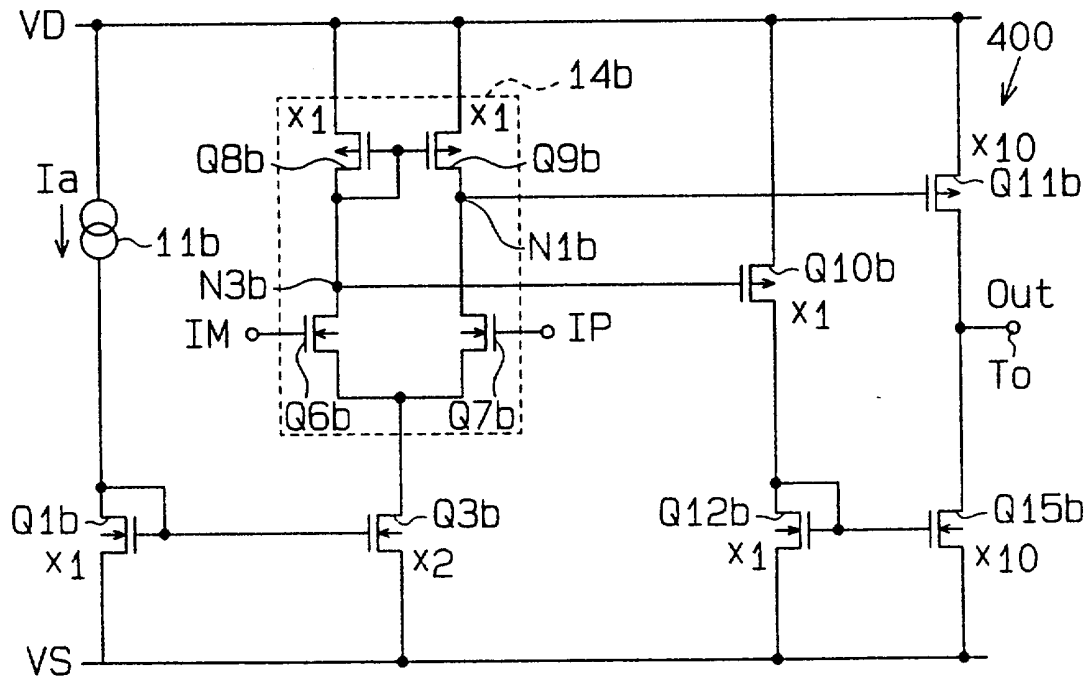 VD
400
14b
x1
x1
Q8b
Q9b
x10
Q11b
Ia
11b
N1b
N3b
Q10b
x1
Out
IM
IP
To
Q6b
Q7b
Q1b
x1
Q3b
x2
Q12b
x1
Q15b
x10
VS